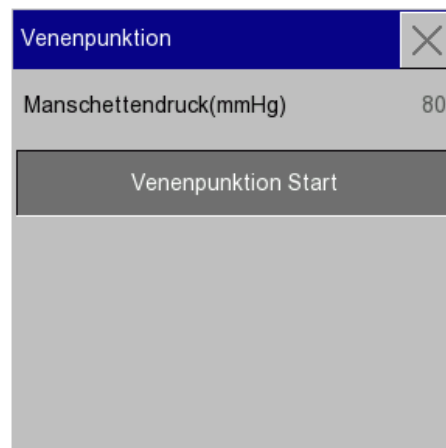 Venenpunktion
Manschettendruck(mmHg) 80
Venenpunktion Start